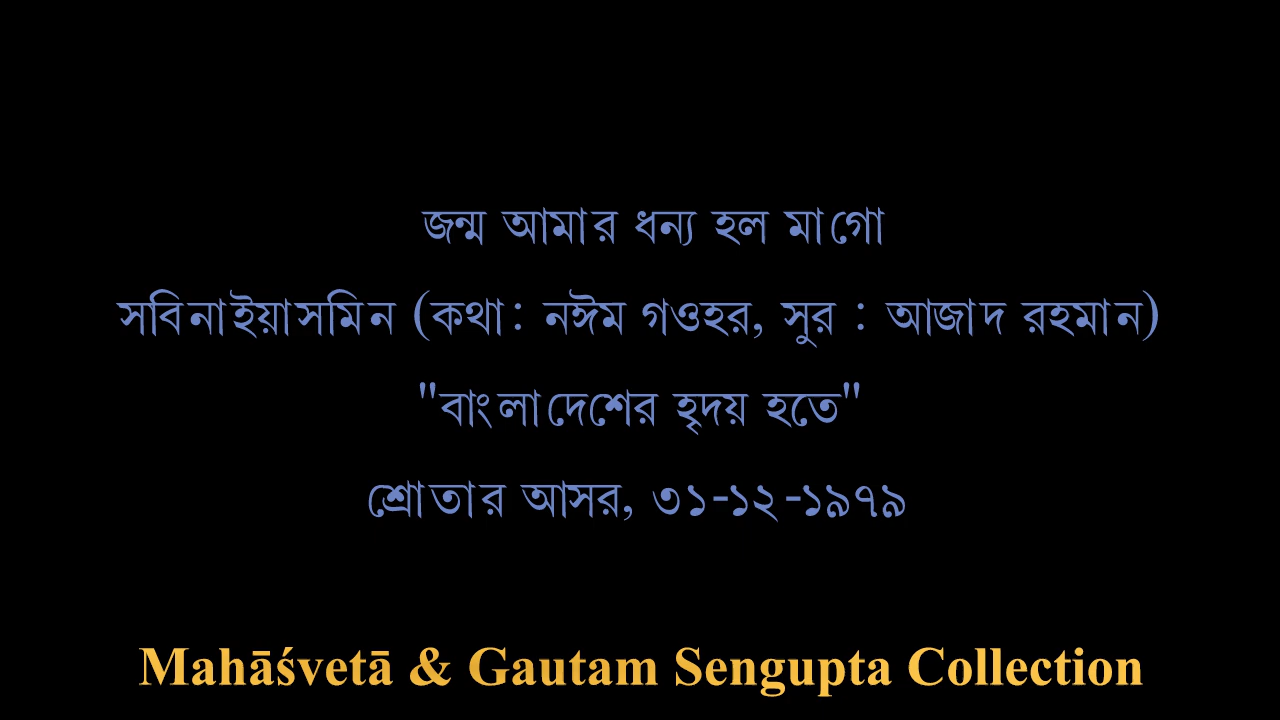 জন্ম আমার ধন্য হল মাগো
সবিনাইয়াসমিন (কথা: নঈম গওহর, সুর : আজাদ রহমান)
"বাংলাদেশের হৃদয় হতে"
শ্রোতার আসর, ৩১-১২-১৯৭৯
Mahāśvetā & Gautam Sengupta Collection